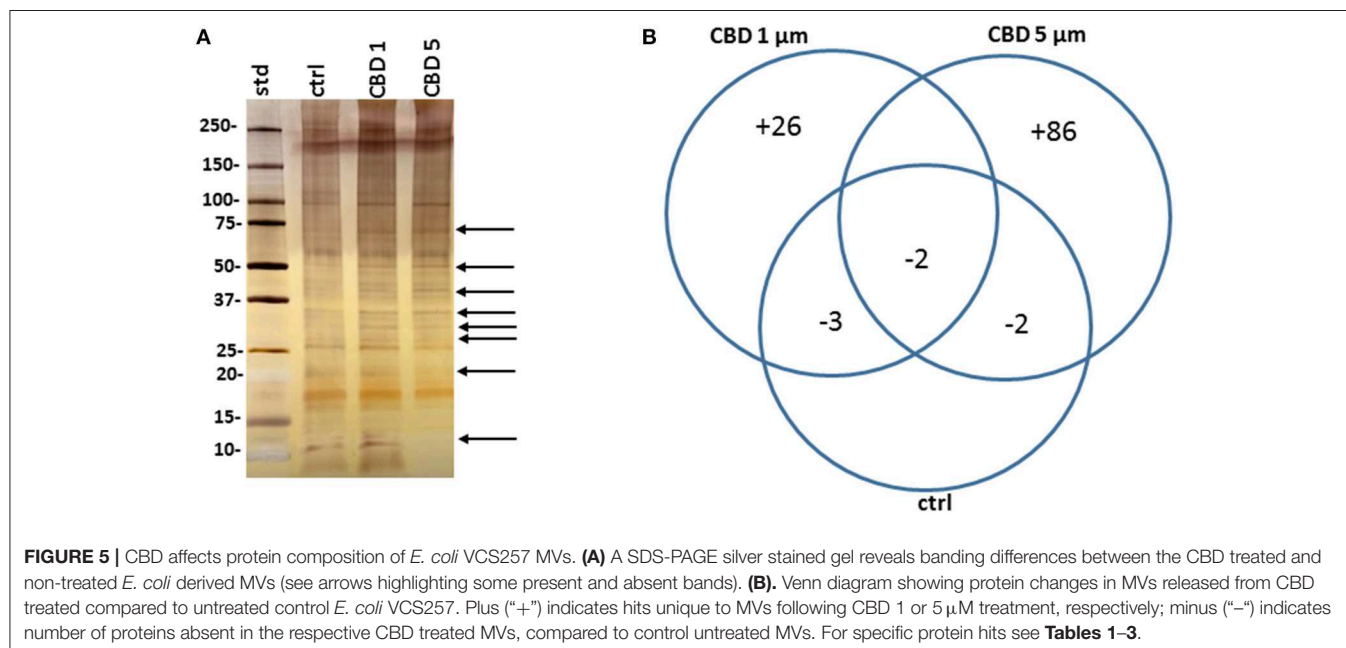 A
std
ctrl
CBD 1
CBD 5
250-
150-
100-
75-
50-
37-
25-
20-
15-
10-
B
CBD 1 µm
CBD 5 µm
+26
+86
-2
-3
-2
ctrl
FIGURE 5 | CBD affects protein composition of E. coli VCS257 MVs. (A) A SDS-PAGE silver stained gel reveals banding differences between the CBD treated and
non-treated E. coli derived MVs (see arrows highlighting some present and absent bands). (B). Venn diagram showing protein changes in MVs released from CBD
treated compared to untreated control E. coli VCS257. Plus (“+”) indicates hits unique to MVs following CBD 1 or 5 µM treatment, respectively; minus (“–“) indicates
number of proteins absent in the respective CBD treated MVs, compared to control untreated MVs. For specific protein hits see Tables 1–3.